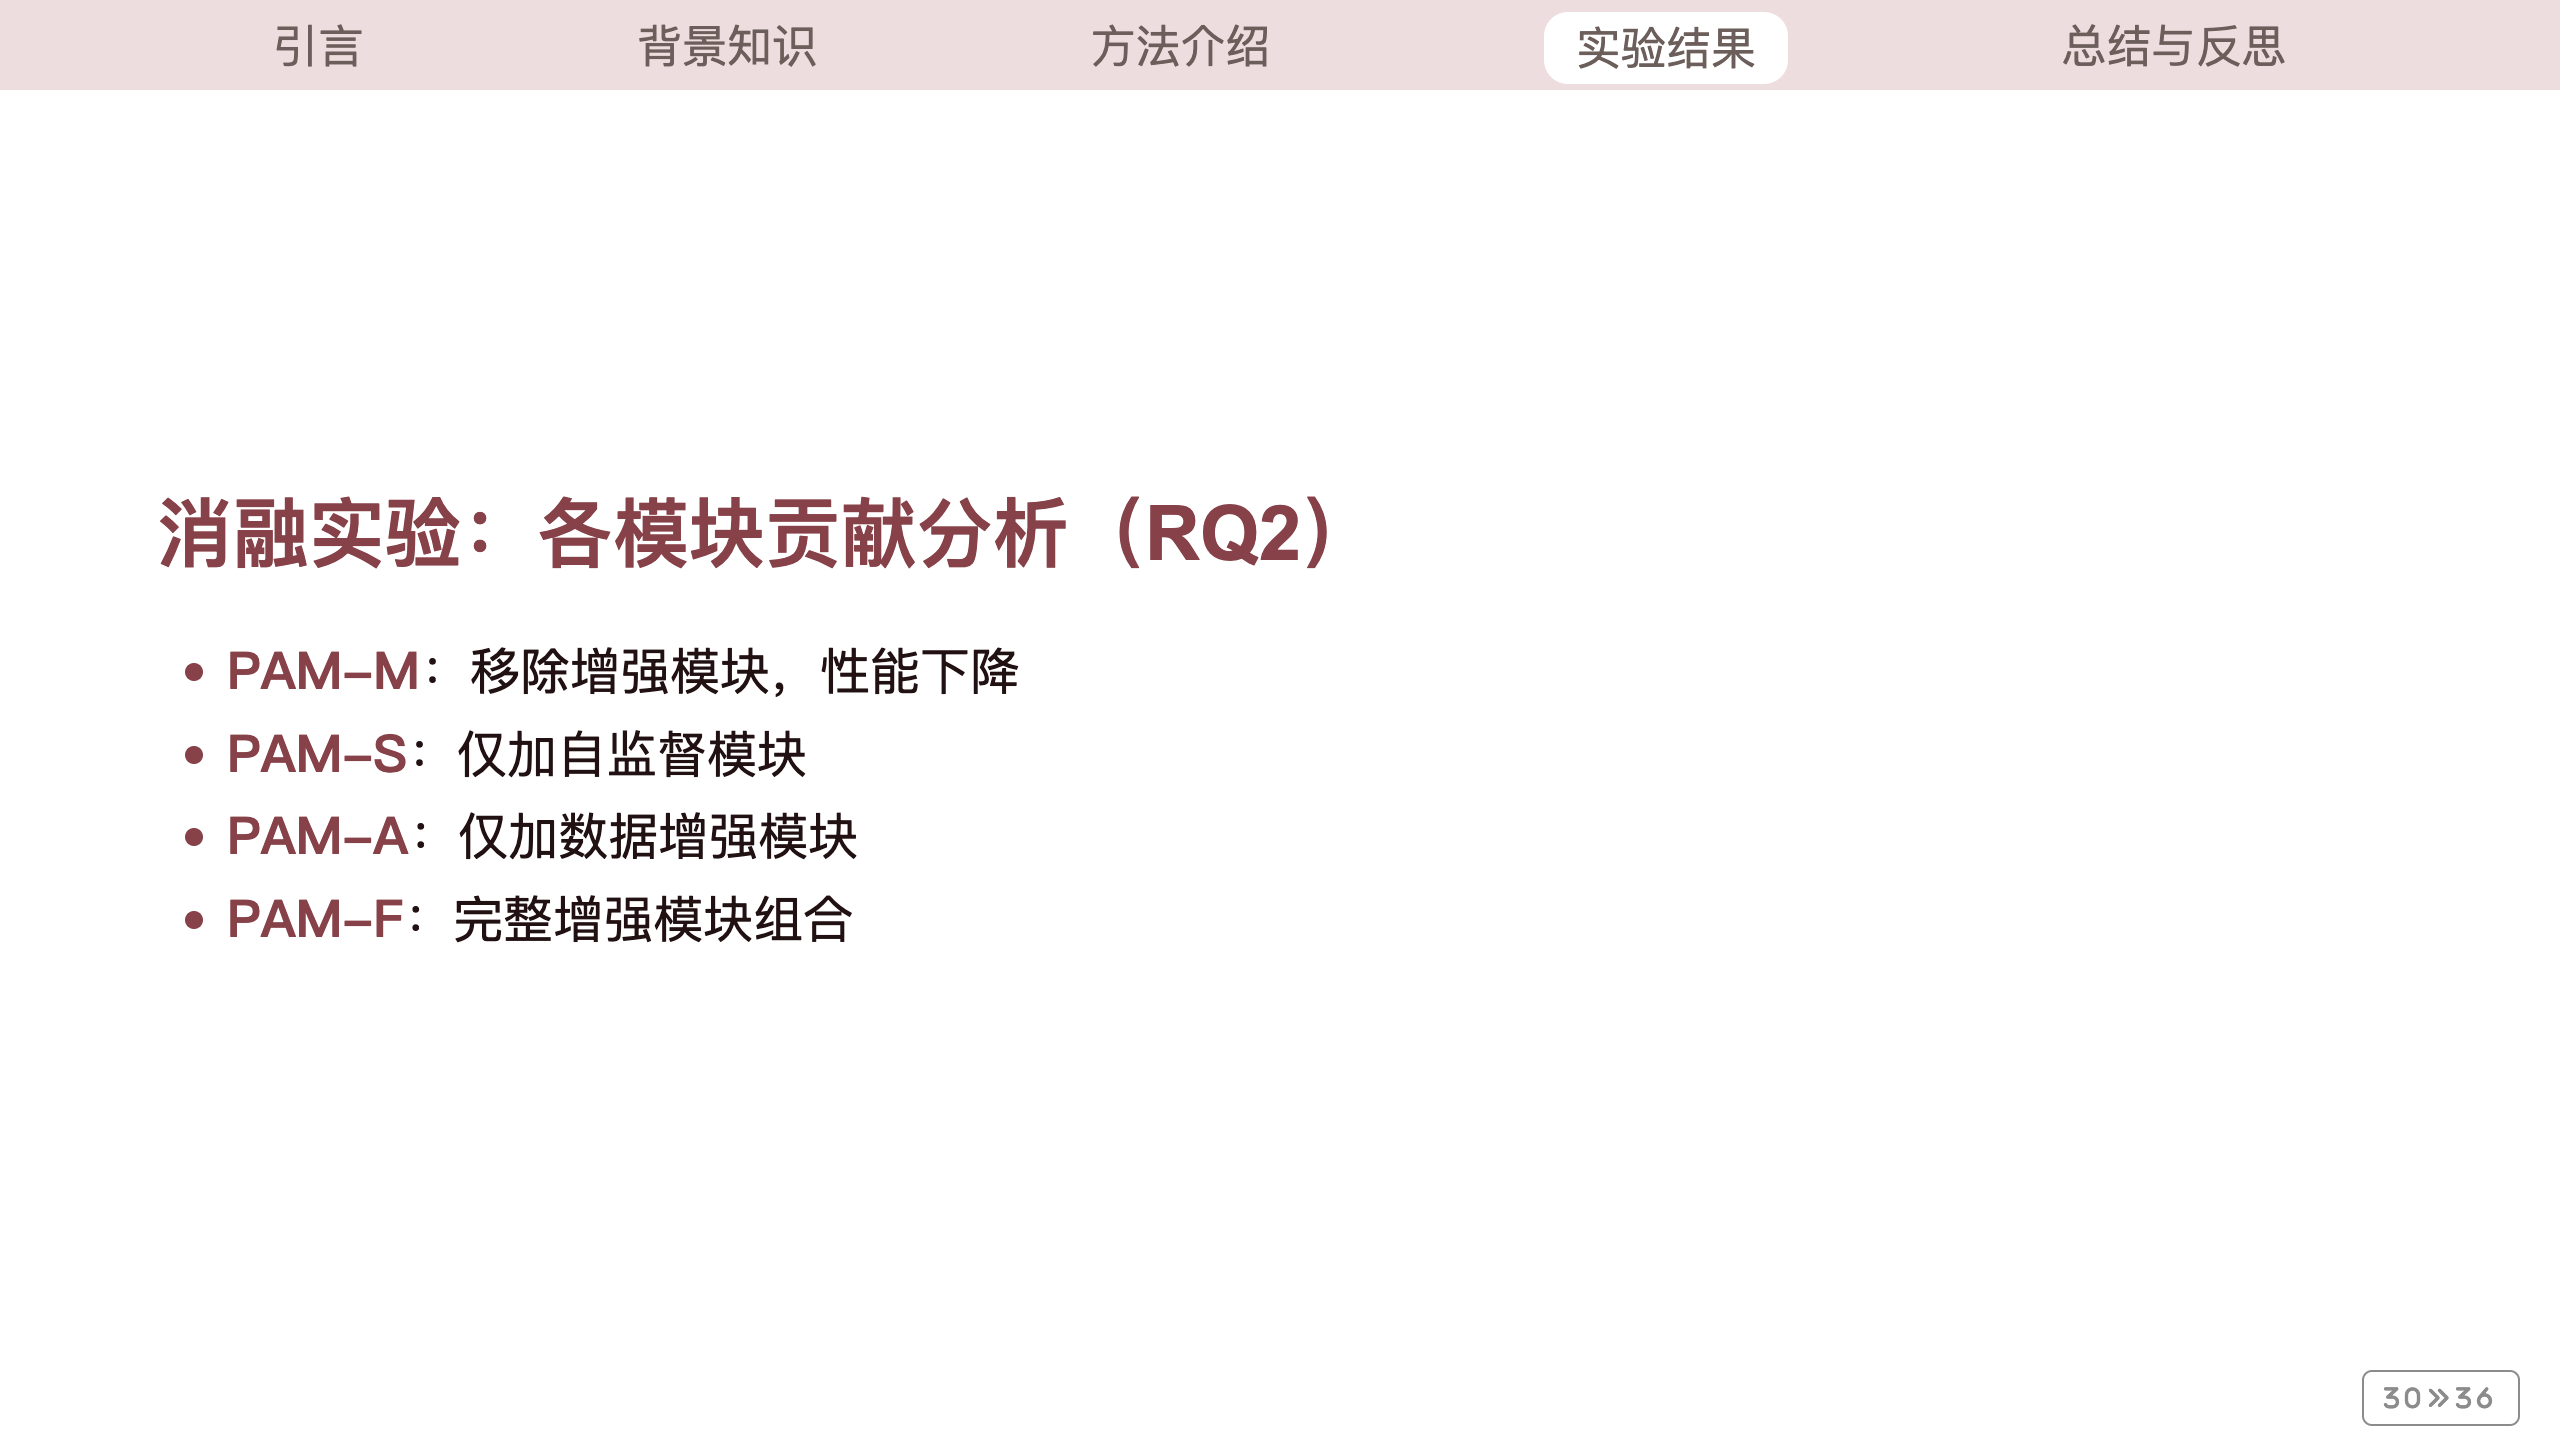 引言 背景知识 方法介绍 实验结果 总结与反思
消融实验：各模块贡献分析（RQ2）
• PAM-M：移除增强模块，性能下降
• PAM-S：仅加自监督模块
• PAM-A：仅加数据增强模块
• PAM-F：完整增强模块组合
30»36